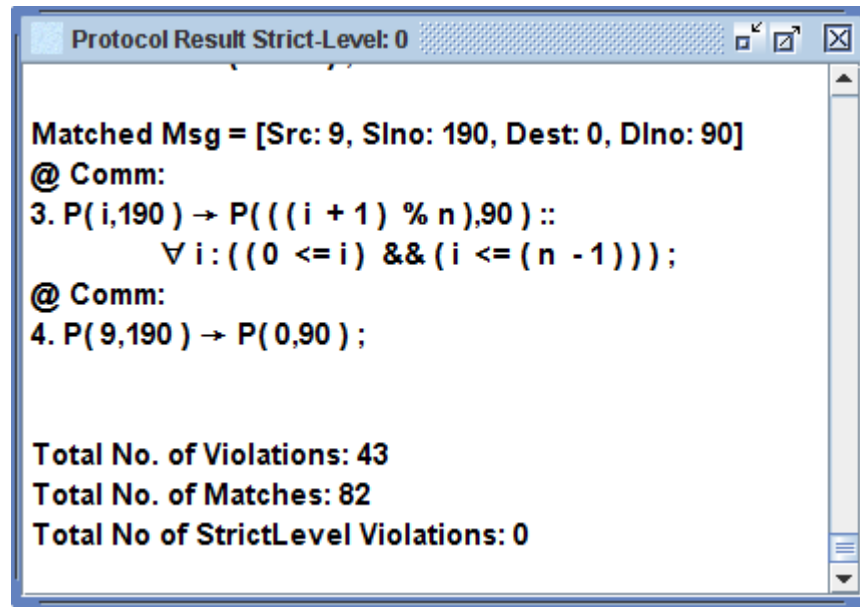 Protocol Result Strict-Level: 0
Matched Msg = [Src: 9, Slno: 190, Dest: 0, Dlno: 90]
@ Comm:
3. P( i,190 ) → P( ( ( i + 1 ) % n ),90 ) ::
∀ i : ( ( 0 <= i ) && ( i <= ( n - 1 ) ) ) ;
@ Comm:
4. P( 9,190 ) → P( 0,90 ) ;
Total No. of Violations: 43
Total No. of Matches: 82
Total No of StrictLevel Violations: 0